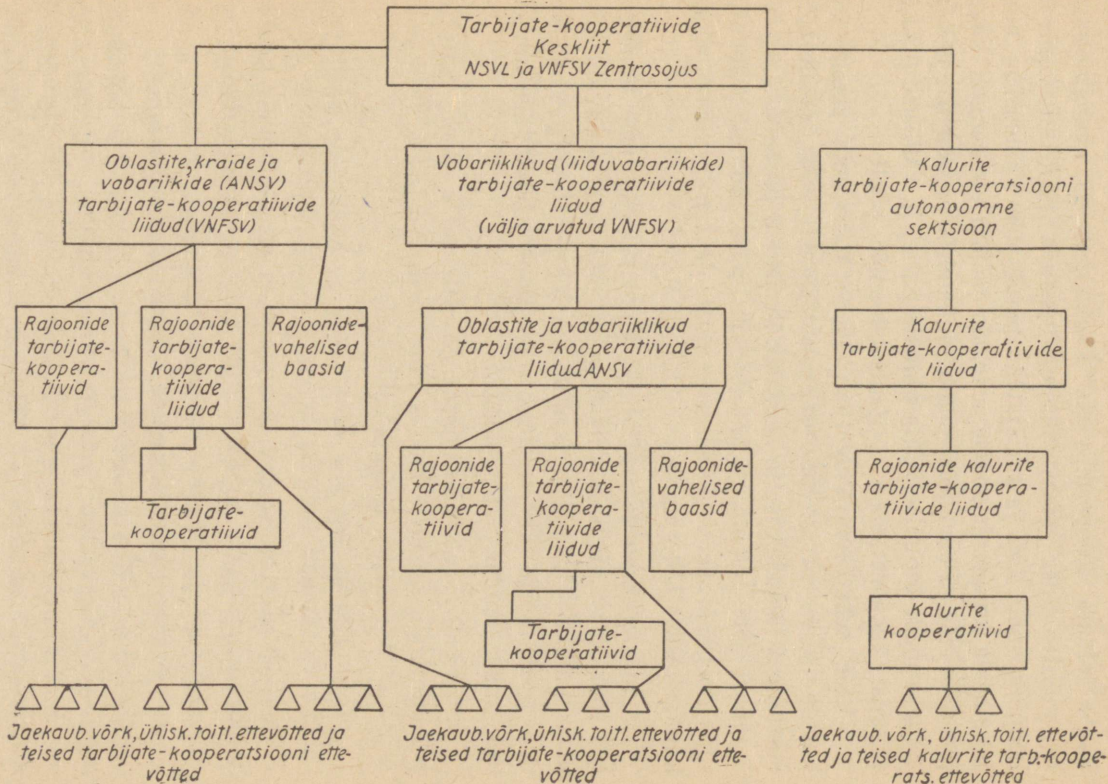 Tarbijate-kooperatiivide
Keskliit
NSVL ja VNFSV Zentrosojus
Oblastite, kraide ja
vabariikide (ANSV)
tarbijate-kooperatiivide
liidud (VNFSV)
Vabariiklikud (liiduvabariikide)
tarbijate-kooperatiivide
liidud
(välja arvatud VNFSV)
Kalurite
tarbijate-kooperatsiooni
autonoomne
sektsioon
Rajoonide
tarbijate-
koopera-
tiivid
Rajoonide
tarbijate-
koopera-
tiivide
liidud
Rajoonide-
vahelised
baasid
Oblastite ja vabariiklikud
tarbijate-kooperatiivide
liidud ANSV
Kalurite
tarbijate-kooperatiivide
liidud
Rajoonide
tarbijate-
koopera-
tiivid
Rajoonide
tarbijate-
koopera-
tiivide
liidud
Rajoonide-
vahelised
baasid
Rajoonide kalurite
tarbijate-koopera-
tiivide liidud
Tarbijate-
kooperatiivid
Tarbijate-
kooperatiivid
Kalurite
kooperatiivid
Jaekaub. võrk, ühisk. toitl. ettevõtted ja
teised tarbijate-kooperatsiooni ette-
võtted
Jaekaub. võrk, ühisk. toitl. ettevõtted ja
teised tarbijate-kooperatsiooni ette-
võtted
Jaekaub. võrk, ühisk. toitl. ettevõt-
ted ja teised kalurite tarb.-koope-
rats. ettevõtted